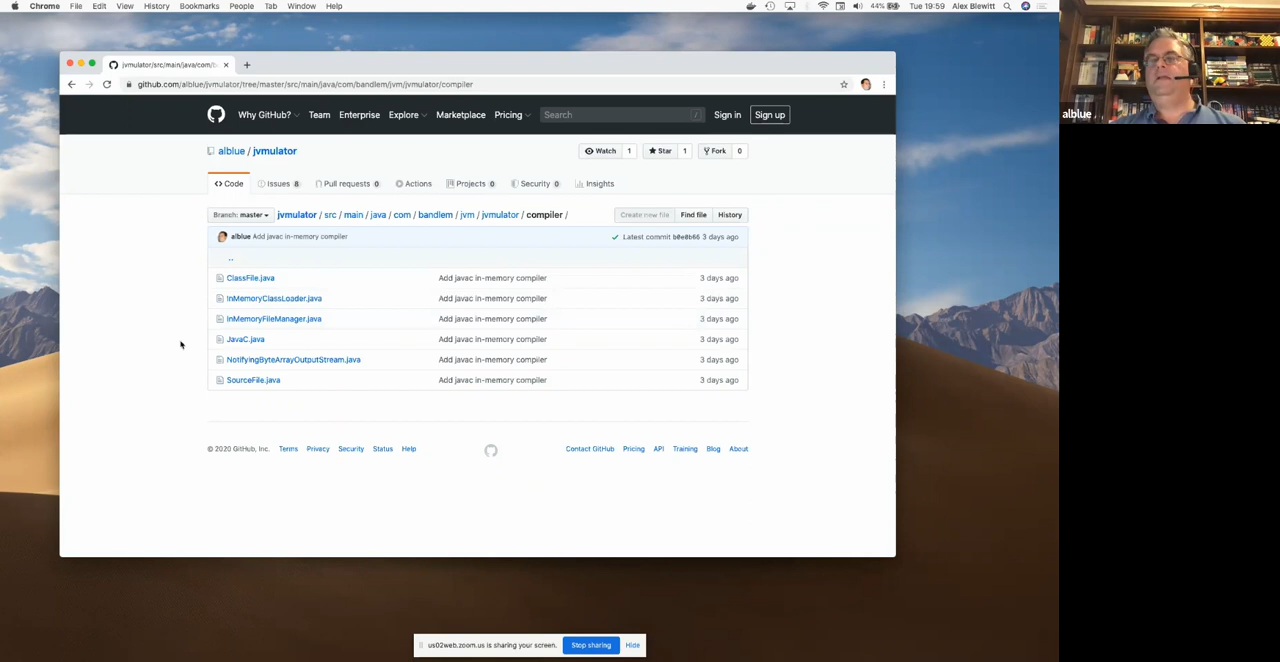 Chrome File Edit View History Bookmarks People Tab Window Help 44% Tue 19:59 Alex Blewitt
jvmulator/src/main/java/com/b
github.com/alblue/jvmulator/tree/master/src/main/java/com/bandlem/jvm/jvmulator/compiler
Why GitHub? Team Enterprise Explore Marketplace Pricing Search / Sign in Sign up
alblue / jvmulator Watch 1 Star 1 Fork 0
<> Code Issues 8 Pull requests 0 Actions Projects 0 Security 0 Insights
Branch: master jvmulator / src / main / java / com / bandlem / jvm / jvmulator / compiler / Create new file Find file History
alblue Add javac in-memory compiler Latest commit b0e0b66 3 days ago
..
ClassFile.java Add javac in-memory compiler 3 days ago
InMemoryClassLoader.java Add javac in-memory compiler 3 days ago
InMemoryFileManager.java Add javac in-memory compiler 3 days ago
JavaC.java Add javac in-memory compiler 3 days ago
NotifyingByteArrayOutputStream.java Add javac in-memory compiler 3 days ago
SourceFile.java Add javac in-memory compiler 3 days ago
© 2020 GitHub, Inc. Terms Privacy Security Status Help Contact GitHub Pricing API Training Blog About
us02web.zoom.us is sharing your screen. Stop sharing Hide
alblue